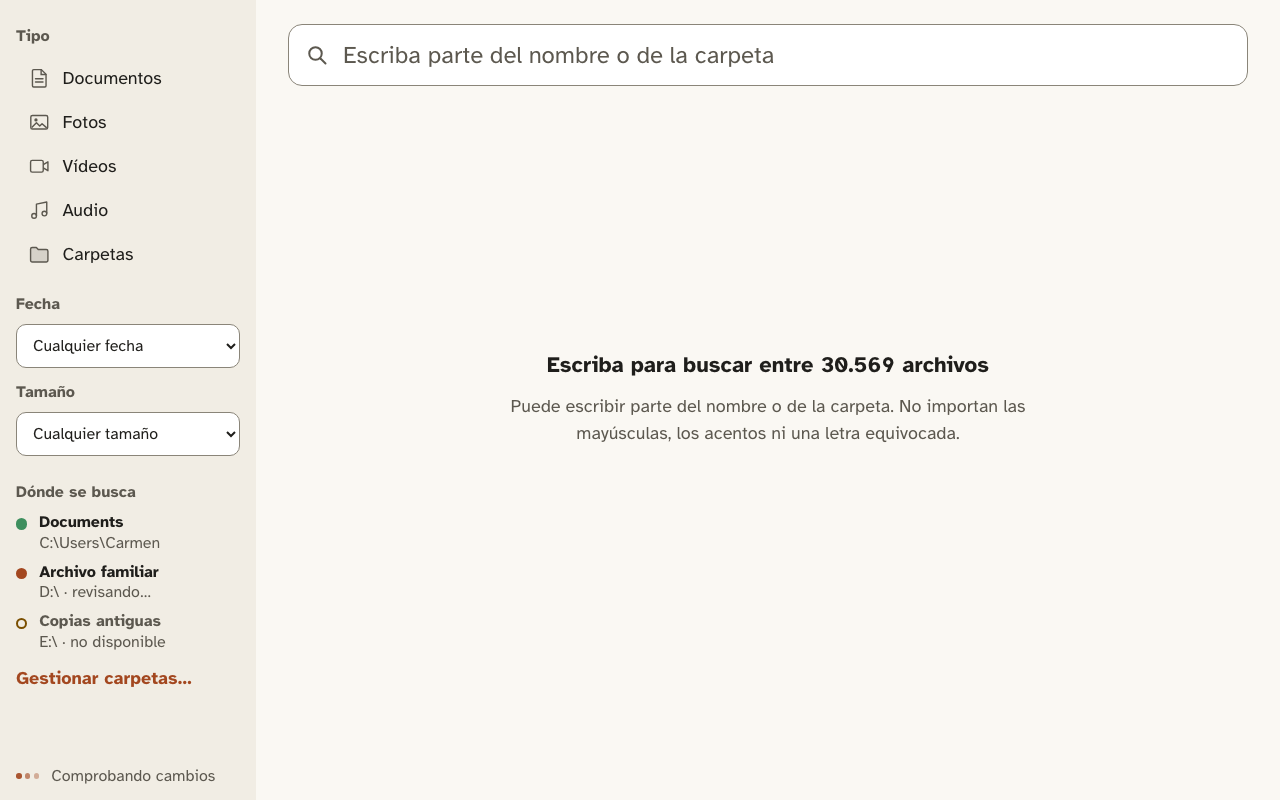 Tipo
Documentos
Fotos
Vídeos
Audio
Carpetas
Fecha
Cualquier fecha
Tamaño
Cualquier tamaño
Dónde se busca
Documents
C:\Users\Carmen
Archivo familiar
D:\ · revisando...
Copias antiguas
E:\ · no disponible
Gestionar carpetas...
Comprobando cambios
Escriba parte del nombre o de la carpeta
Escriba para buscar entre 30.569 archivos
Puede escribir parte del nombre o de la carpeta. No importan las
mayúsculas, los acentos ni una letra equivocada.